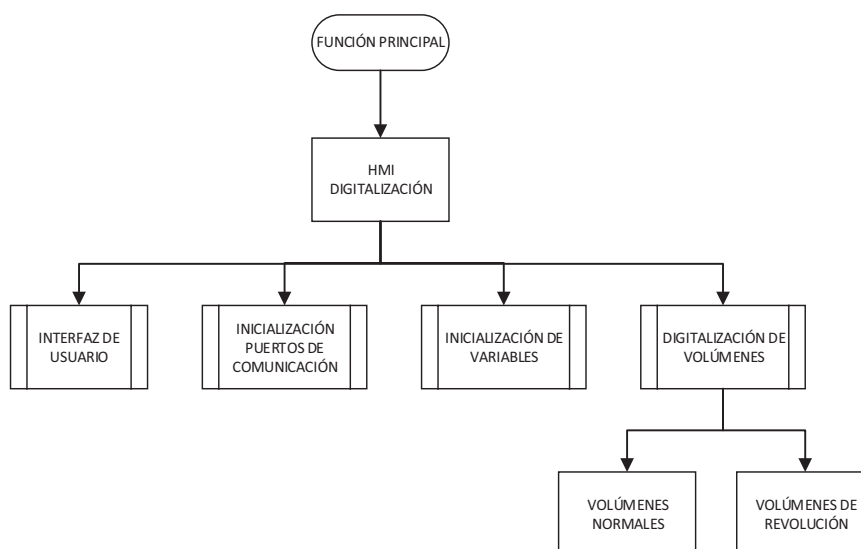 FUNCIÓN PRINCIPAL
HMI
DIGITALIZACIÓN
INTERFAZ DE
USUARIO
INICIALIZACIÓN
PUERTOS DE
COMUNICACIÓN
INICIALIZACIÓN DE
VARIABLES
DIGITALIZACIÓN DE
VOLÚMENES
VOLÚMENES
NORMALES
VOLÚMENES DE
REVOLUCIÓN